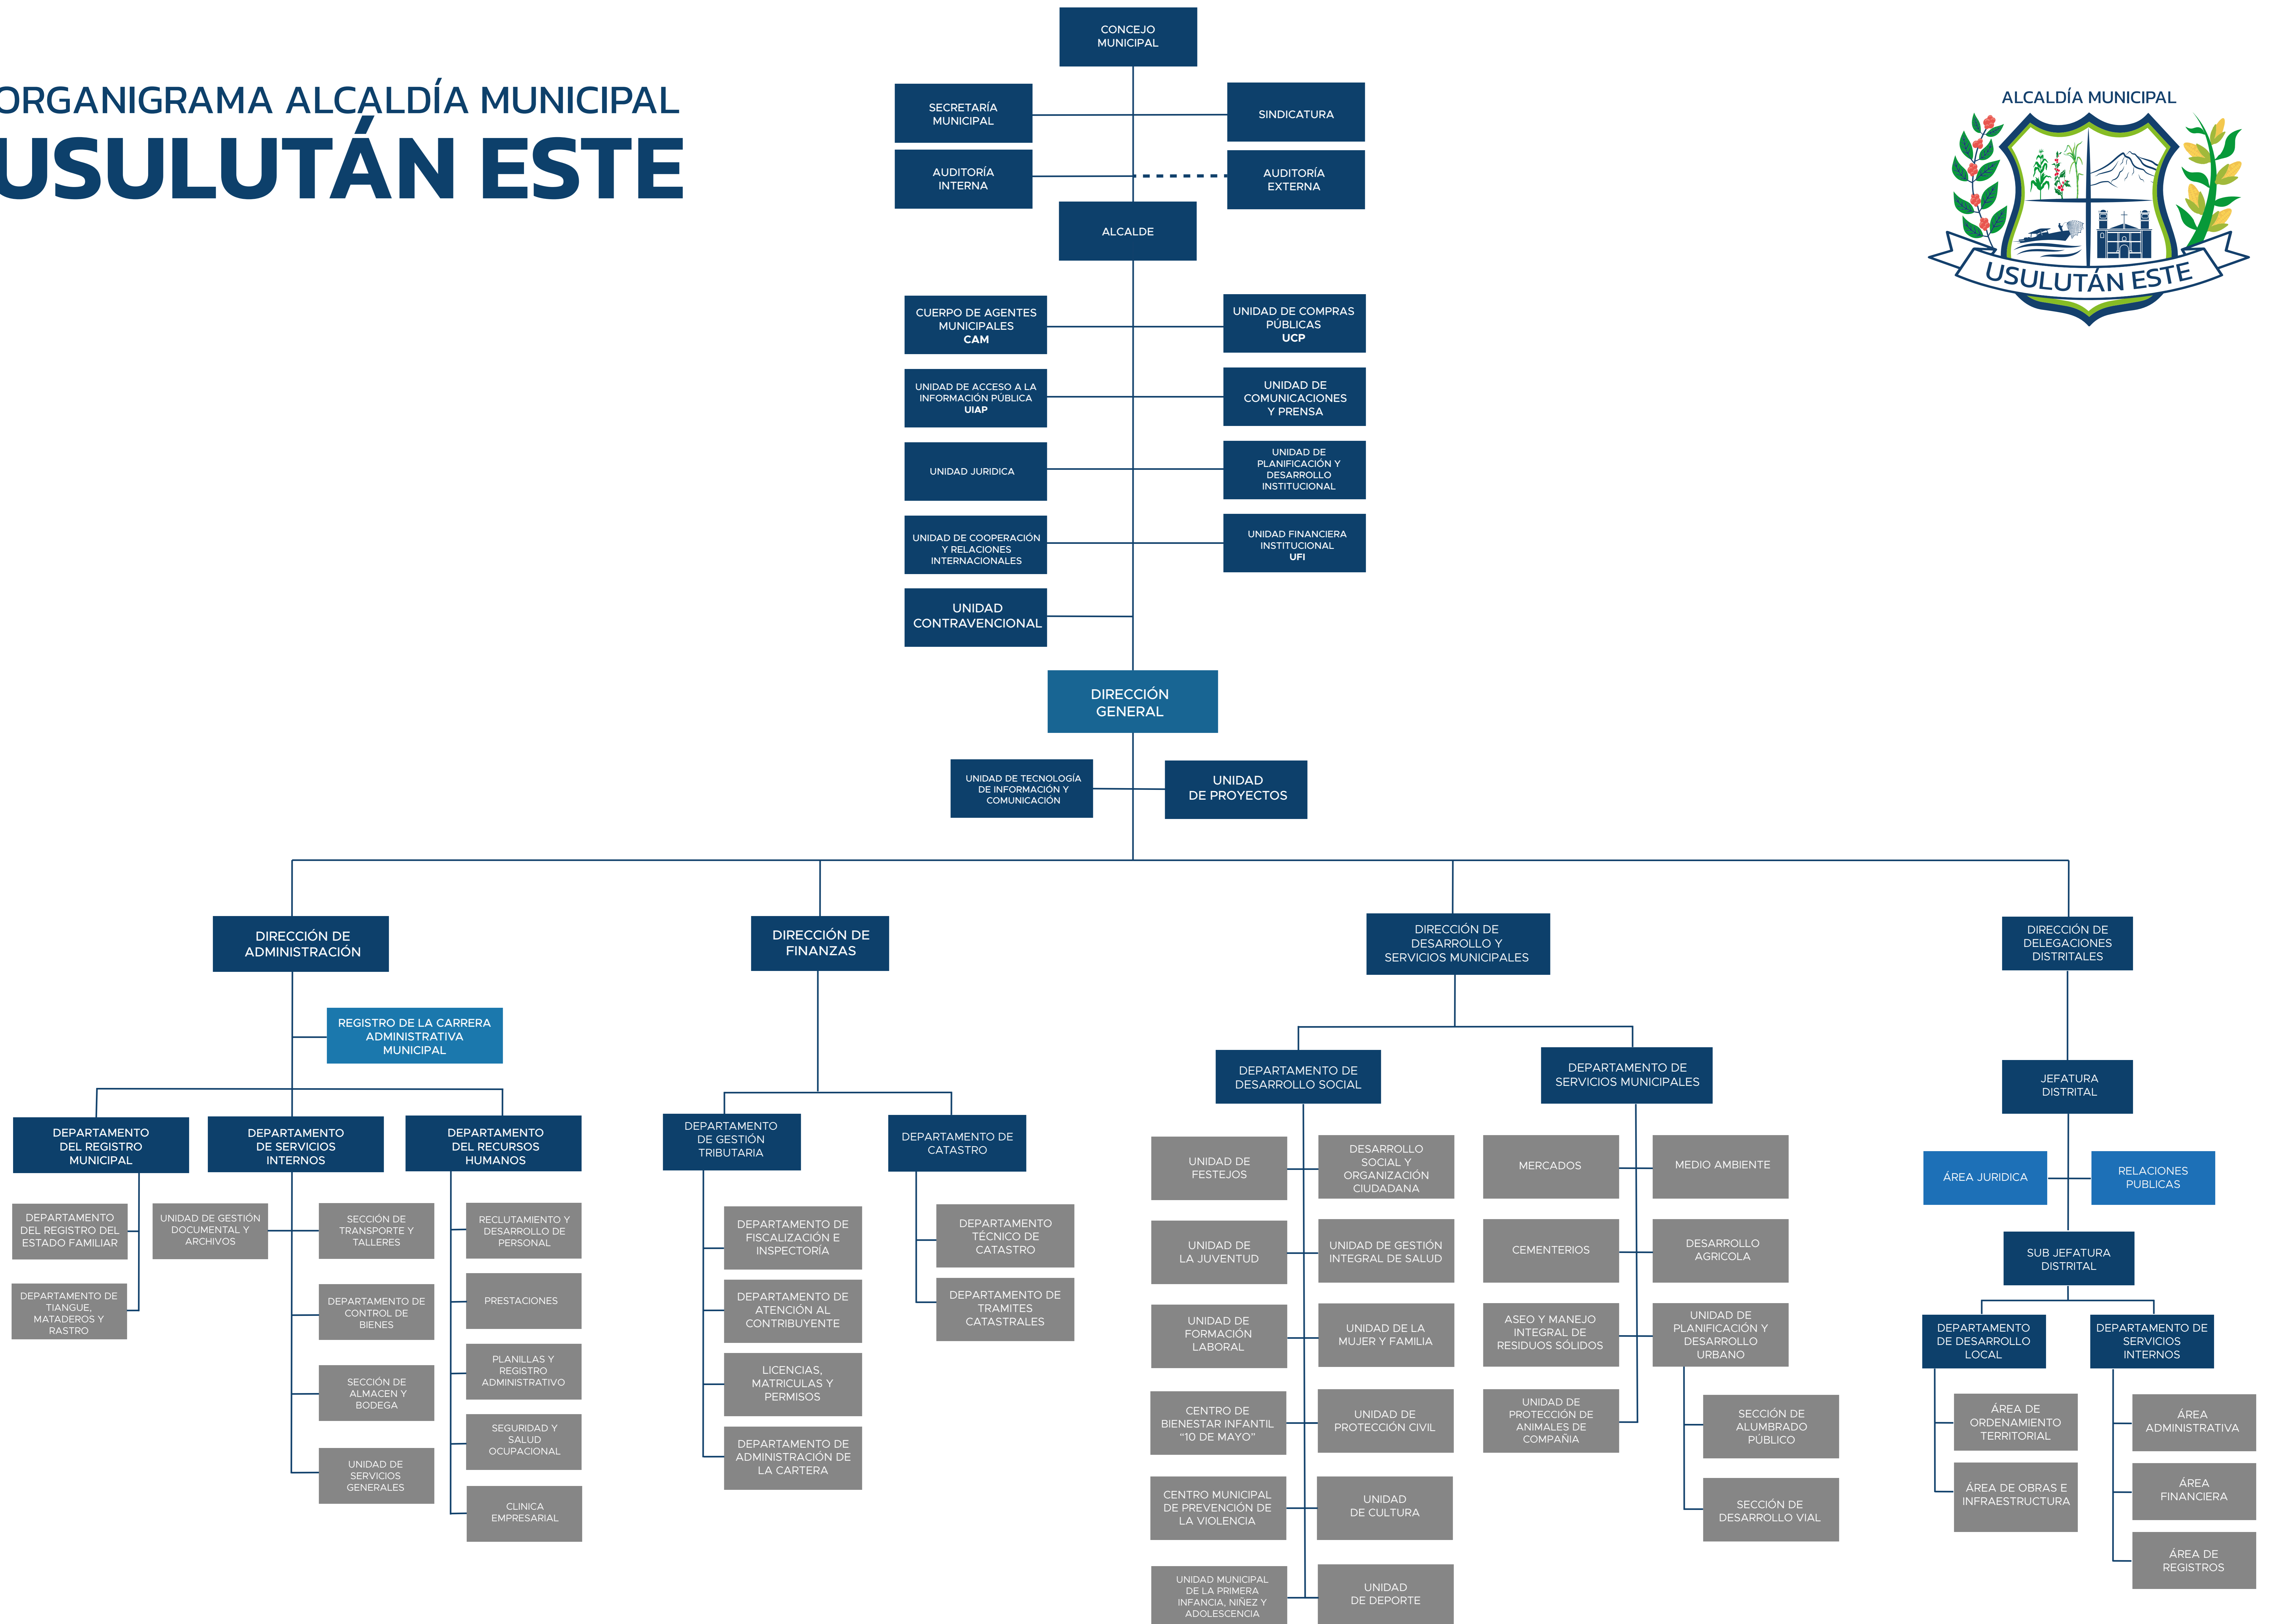 ORGANIGRAMA ALCALDÍA MUNICIPAL
USULUTÁN ESTE
ALCALDÍA MUNICIPAL
USULUTÁN ESTE
CONCEJO
MUNICIPAL
SECRETARÍA
MUNICIPAL
SINDICATURA
AUDITORÍA
INTERNA
AUDITORÍA
EXTERNA
ALCALDE
CUERPO DE AGENTES
MUNICIPALES
CAM
UNIDAD DE COMPRAS
PÚBLICAS
UCP
UNIDAD DE ACCESO A LA
INFORMACIÓN PÚBLICA
UIAP
UNIDAD DE
COMUNICACIONES
Y PRENSA
UNIDAD JURIDICA
UNIDAD DE
PLANIFICACIÓN Y
DESARROLLO
INSTITUCIONAL
UNIDAD DE COOPERACIÓN
Y RELACIONES
INTERNACIONALES
UNIDAD FINANCIERA
INSTITUCIONAL
UFI
UNIDAD
CONTRAVENCIONAL
DIRECCIÓN
GENERAL
UNIDAD DE TECNOLOGÍA
DE INFORMACIÓN Y
COMUNICACIÓN
UNIDAD
DE PROYECTOS
DIRECCIÓN DE
ADMINISTRACIÓN
REGISTRO DE LA CARRERA
ADMINISTRATIVA
MUNICIPAL
DEPARTAMENTO
DEL REGISTRO
MUNICIPAL
DEPARTAMENTO
DEL REGISTRO DEL
ESTADO FAMILIAR
DEPARTAMENTO DE
TIANGUE,
MATADEROS Y
RASTRO
DEPARTAMENTO
DE SERVICIOS
INTERNOS
UNIDAD DE GESTIÓN
DOCUMENTAL Y
ARCHIVOS
SECCIÓN DE
TRANSPORTE Y
TALLERES
DEPARTAMENTO DE
CONTROL DE
BIENES
SECCIÓN DE
ALMACEN Y
BODEGA
UNIDAD DE
SERVICIOS
GENERALES
DEPARTAMENTO
DEL RECURSOS
HUMANOS
RECLUTAMIENTO Y
DESARROLLO DE
PERSONAL
PRESTACIONES
PLANILLAS Y
REGISTRO
ADMINISTRATIVO
SEGURIDAD Y
SALUD
OCUPACIONAL
CLINICA
EMPRESARIAL
DIRECCIÓN DE
FINANZAS
DEPARTAMENTO
DE GESTIÓN
TRIBUTARIA
DEPARTAMENTO DE
FISCALIZACIÓN E
INSPECTORÍA
DEPARTAMENTO DE
ATENCIÓN AL
CONTRIBUYENTE
LICENCIAS,
MATRICULAS Y
PERMISOS
DEPARTAMENTO DE
ADMINISTRACIÓN DE
LA CARTERA
DEPARTAMENTO DE
CATASTRO
DEPARTAMENTO
TÉCNICO DE
CATASTRO
DEPARTAMENTO DE
TRAMITES
CATASTRALES
DIRECCIÓN DE
DESARROLLO Y
SERVICIOS MUNICIPALES
DEPARTAMENTO DE
DESARROLLO SOCIAL
UNIDAD DE
FESTEJOS
DESARROLLO
SOCIAL Y
ORGANIZACIÓN
CIUDADANA
UNIDAD DE
LA JUVENTUD
UNIDAD DE GESTIÓN
INTEGRAL DE SALUD
UNIDAD DE
FORMACIÓN
LABORAL
UNIDAD DE LA
MUJER Y FAMILIA
CENTRO DE
BIENESTAR INFANTIL
“10 DE MAYO”
UNIDAD DE
PROTECCIÓN CIVIL
CENTRO MUNICIPAL
DE PREVENCIÓN DE
LA VIOLENCIA
UNIDAD
DE CULTURA
UNIDAD MUNICIPAL
DE LA PRIMERA
INFANCIA, NIÑEZ Y
ADOLESCENCIA
UNIDAD
DE DEPORTE
DEPARTAMENTO DE
SERVICIOS MUNICIPALES
MERCADOS
MEDIO AMBIENTE
CEMENTERIOS
DESARROLLO
AGRICOLA
ASEO Y MANEJO
INTEGRAL DE
RESIDUOS SÓLIDOS
UNIDAD DE
PLANIFICACIÓN Y
DESARROLLO
URBANO
UNIDAD DE
PROTECCIÓN DE
ANIMALES DE
COMPAÑIA
SECCIÓN DE
ALUMBRADO
PÚBLICO
SECCIÓN DE
DESARROLLO VIAL
DIRECCIÓN DE
DELEGACIONES
DISTRITALES
JEFATURA
DISTRITAL
ÁREA JURIDICA
RELACIONES
PUBLICAS
SUB JEFATURA
DISTRITAL
DEPARTAMENTO
DE DESARROLLO
LOCAL
ÁREA DE
ORDENAMIENTO
TERRITORIAL
ÁREA DE OBRAS E
INFRAESTRUCTURA
DEPARTAMENTO DE
SERVICIOS
INTERNOS
ÁREA
ADMINISTRATIVA
ÁREA
FINANCIERA
ÁREA DE
REGISTROS